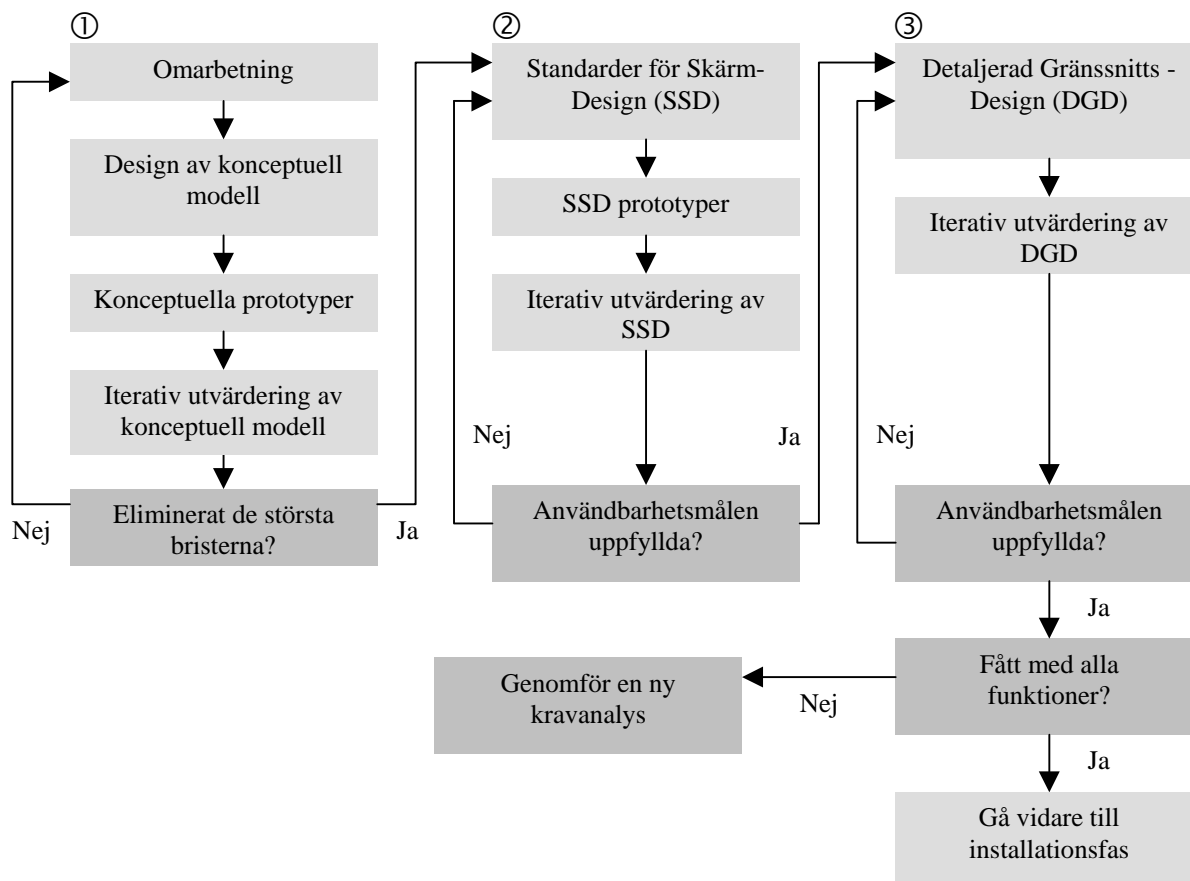 ①
Omarbetning
Design av konceptuell
modell
Konceptuella prototyper
Iterativ utvärdering av
konceptuell modell
Eliminerat de största
bristerna?
Nej
Ja
②
Standarder för Skärm-
Design (SSD)
SSD prototyper
Iterativ utvärdering av
SSD
Nej
Ja
Användbarhetsmålen
uppfyllda?
③
Detaljerad Gränssnitts -
Design (DGD)
Iterativ utvärdering av
DGD
Nej
Användbarhetsmålen
uppfyllda?
Ja
Fått med alla
funktioner?
Nej
Genomför en ny
kravanalys
Ja
Gå vidare till
installationsfas